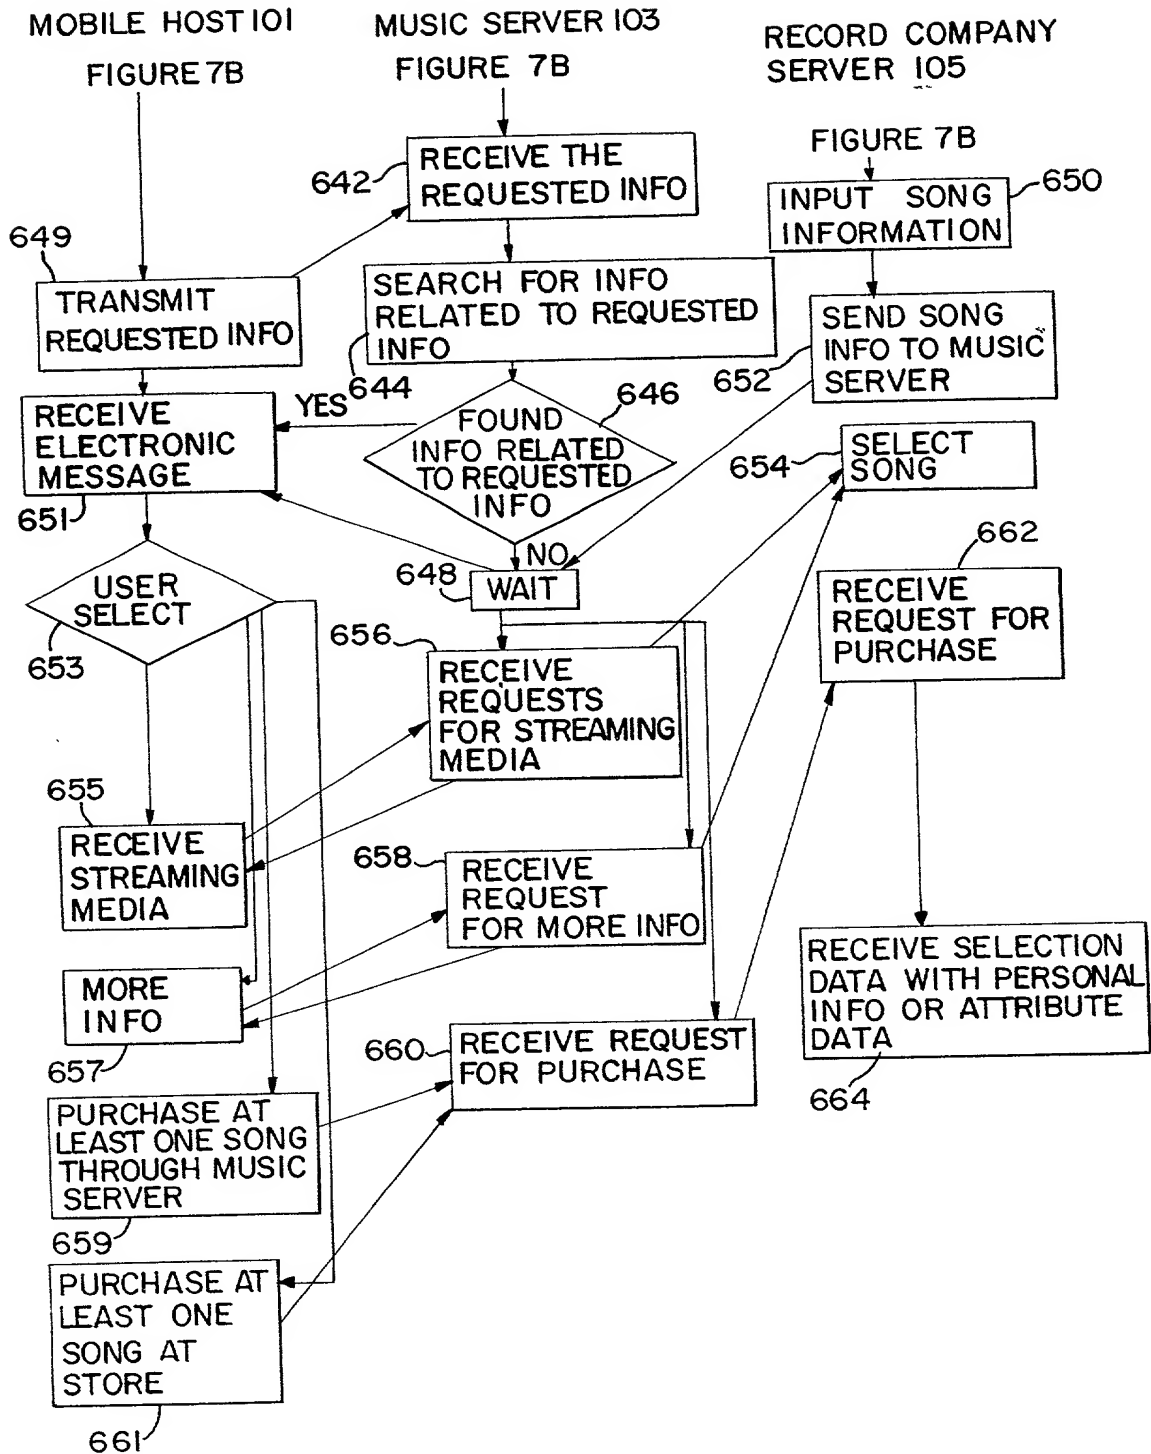 MOBILE HOST 101
FIGURE 7B
MUSIC SERVER 103
FIGURE 7B
RECORD COMPANY
SERVER 105
FIGURE 7B
642
RECEIVE THE
REQUESTED INFO
650
INPUT SONG
INFORMATION
649
TRANSMIT
REQUESTED INFO
SEARCH FOR INFO
RELATED TO REQUESTED
INFO
644
652
SEND SONG
INFO TO MUSIC
SERVER
YES
646
RECEIVE
ELECTRONIC
MESSAGE
651
FOUND
INFO RELATED
TO REQUESTED
INFO
654
SELECT
SONG
NO
648
WAIT
662
RECEIVE
REQUEST FOR
PURCHASE
USER
SELECT
653
656
RECEIVE
REQUESTS
FOR STREAMING
MEDIA
655
RECEIVE
STREAMING
MEDIA
658
RECEIVE
REQUEST
FOR MORE INFO
RECEIVE SELECTION
DATA WITH PERSONAL
INFO OR ATTRIBUTE
DATA
664
MORE
INFO
657
660
RECEIVE REQUEST
FOR PURCHASE
PURCHASE AT
LEAST ONE SONG
THROUGH MUSIC
SERVER
659
PURCHASE AT
LEAST ONE
SONG AT
STORE
661